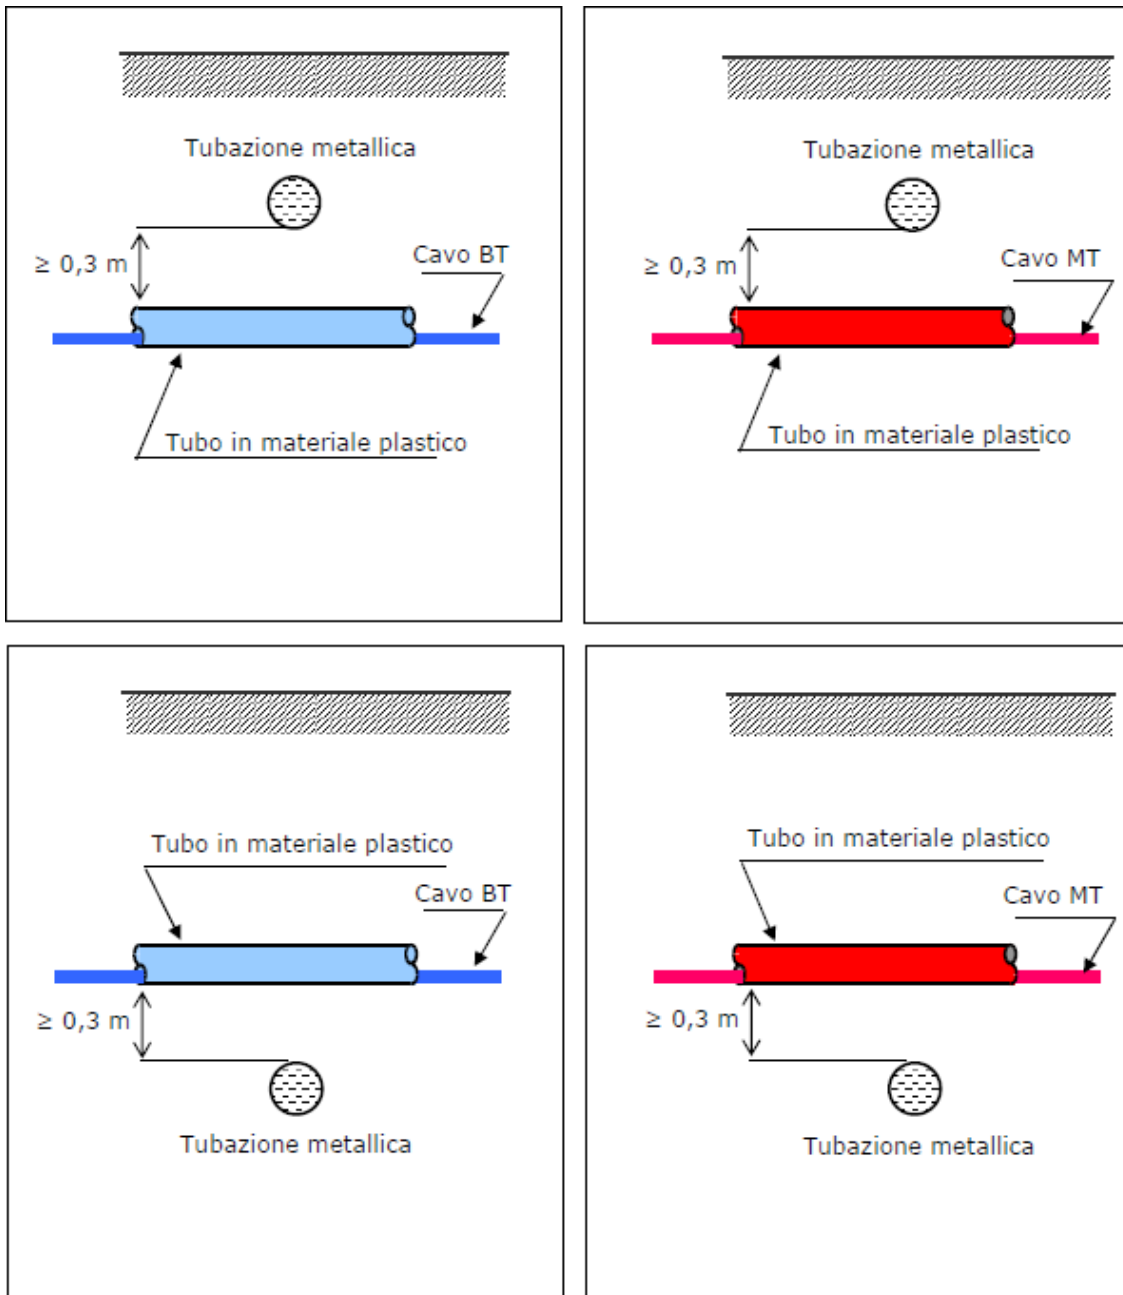 Tubazione metallica
≥ 0,3 m
Cavo BT
Tubo in materiale plastico
Tubazione metallica
≥ 0,3 m
Cavo MT
Tubo in materiale plastico
Tubo in materiale plastico
Cavo BT
≥ 0,3 m
Tubazione metallica
Tubo in materiale plastico
Cavo MT
≥ 0,3 m
Tubazione metallica